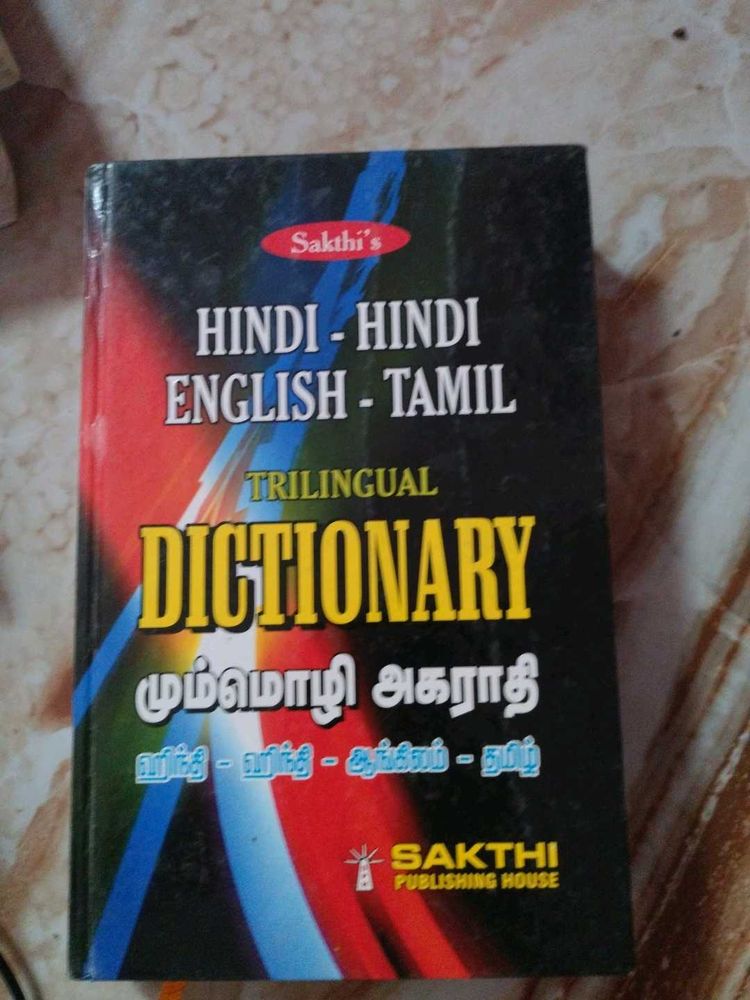 Sakthi's
HINDI - HINDI
ENGLISH - TAMIL
TRILINGUAL
DICTIONARY
மும்மொழி அகராதி
ஹிந்தி - ஹிந்தி - ஆங்கிலம் - தமிழ்
SAKTHI
PUBLISHING HOUSE